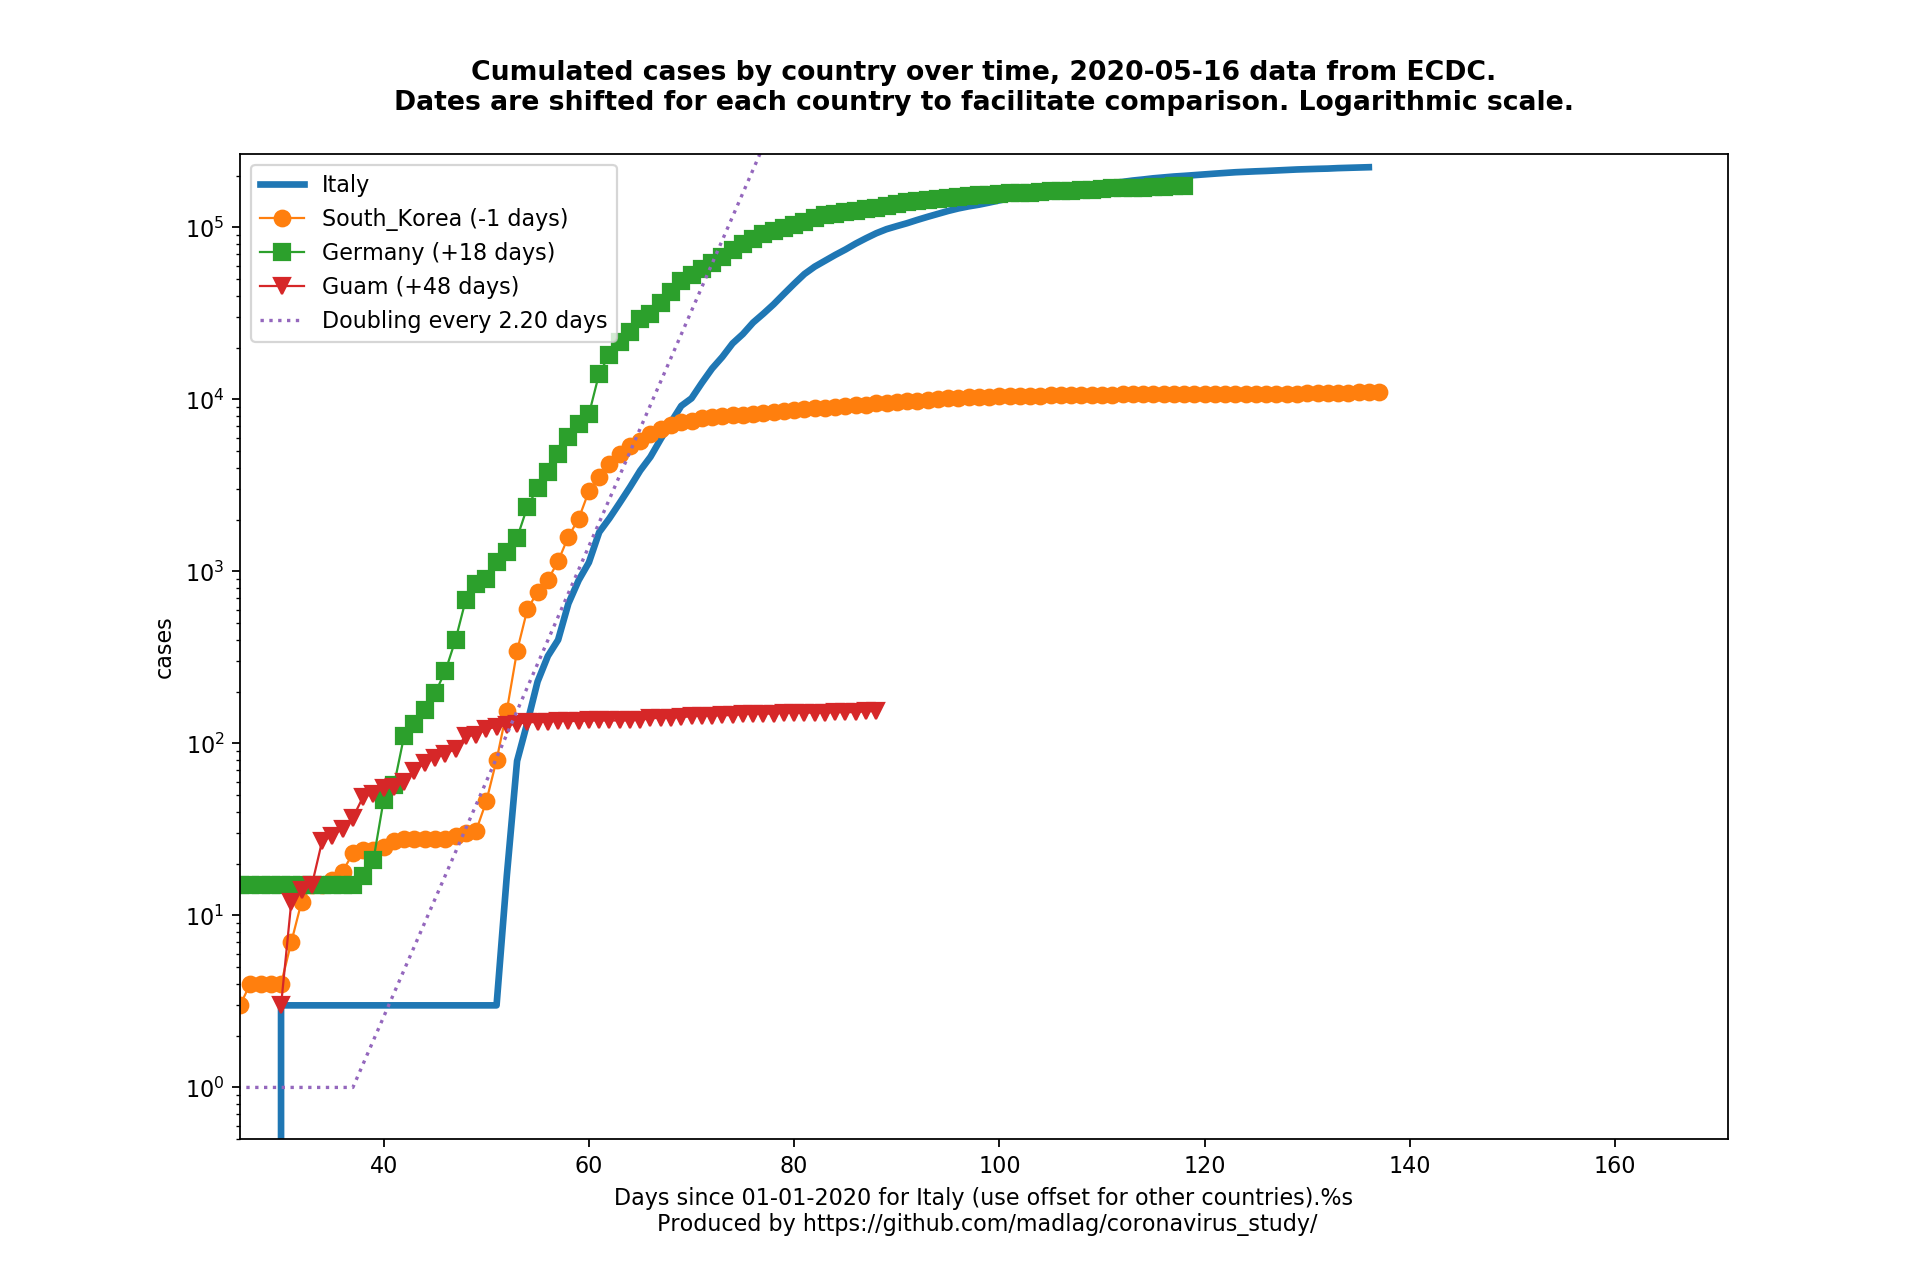 Cumulated cases by country over time, 2020-05-16 data from ECDC.
Dates are shifted for each country to facilitate comparison. Logarithmic scale.
Italy
South_Korea (-1 days)
Germany (+18 days)
Guam (+48 days)
Doubling every 2.20 days
10⁵
10⁴
10³
10²
10¹
10⁰
cases
40 60 80 100 120 140 160
Days since 01-01-2020 for Italy (use offset for other countries).%s
Produced by https://github.com/madlag/coronavirus_study/